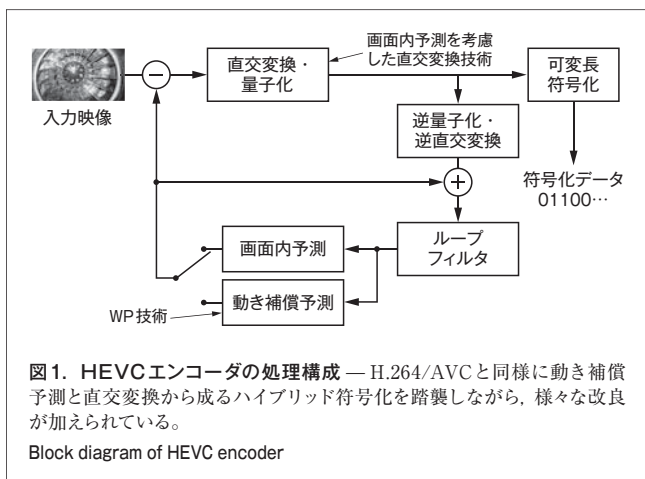 画面内予測を考慮
した直交変換技術
入力映像
直交変換・
量子化
可変長
符号化
逆量子化・
逆直交変換
符号化データ
01100…
画面内予測
ループ
フィルタ
動き補償予測
WP技術
図1. HEVCエンコーダの処理構成 — H.264/AVCと同様に動き補償
予測と直交変換から成るハイブリッド符号化を踏襲しながら,様々な改良
が加えられている。
Block diagram of HEVC encoder